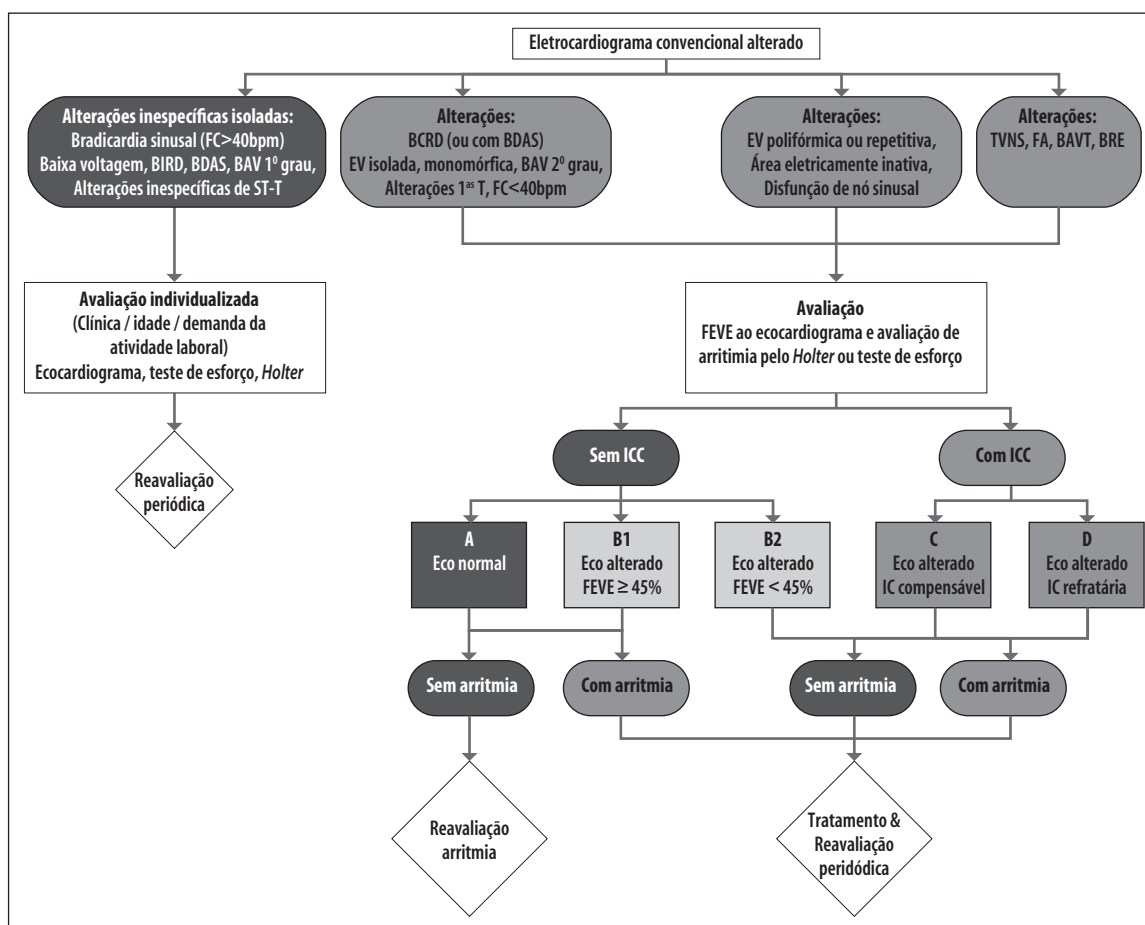 Eletrocardiograma convencional alterado
Alterações inespecíficas isoladas:
Bradicardia sinusal (FC>40bpm)
Baixa voltagem, BIRD, BDAS, BAV 1º grau,
Alterações inespecíficas de ST-T
Alterações:
BCRD (ou com BDAS)
EV isolada, monomórfica, BAV 2º grau,
Alterações 1ªs T, FC<40bpm
Alterações:
EV polifórmica ou repetitiva,
Área eletricamente inativa,
Disfunção de nó sinusal
Alterações:
TVNS, FA, BAVT, BRE
Avaliação individualizada
(Clínica / idade / demanda da
atividade laboral)
Ecocardiograma, teste de esforço, Holter
Avaliação
FEVE ao ecocardiograma e avaliação de
arritimia pelo Holter ou teste de esforço
Reavaliação
periódica
Sem ICC
Com ICC
A
Eco normal
B1
Eco alterado
FEVE ≥ 45%
B2
Eco alterado
FEVE < 45%
C
Eco alterado
IC compensável
D
Eco alterado
IC refratária
Sem arritmia
Com arritmia
Sem arritmia
Com arritmia
Reavaliação
arritmia
Tratamento &
Reavaliação
peridódica